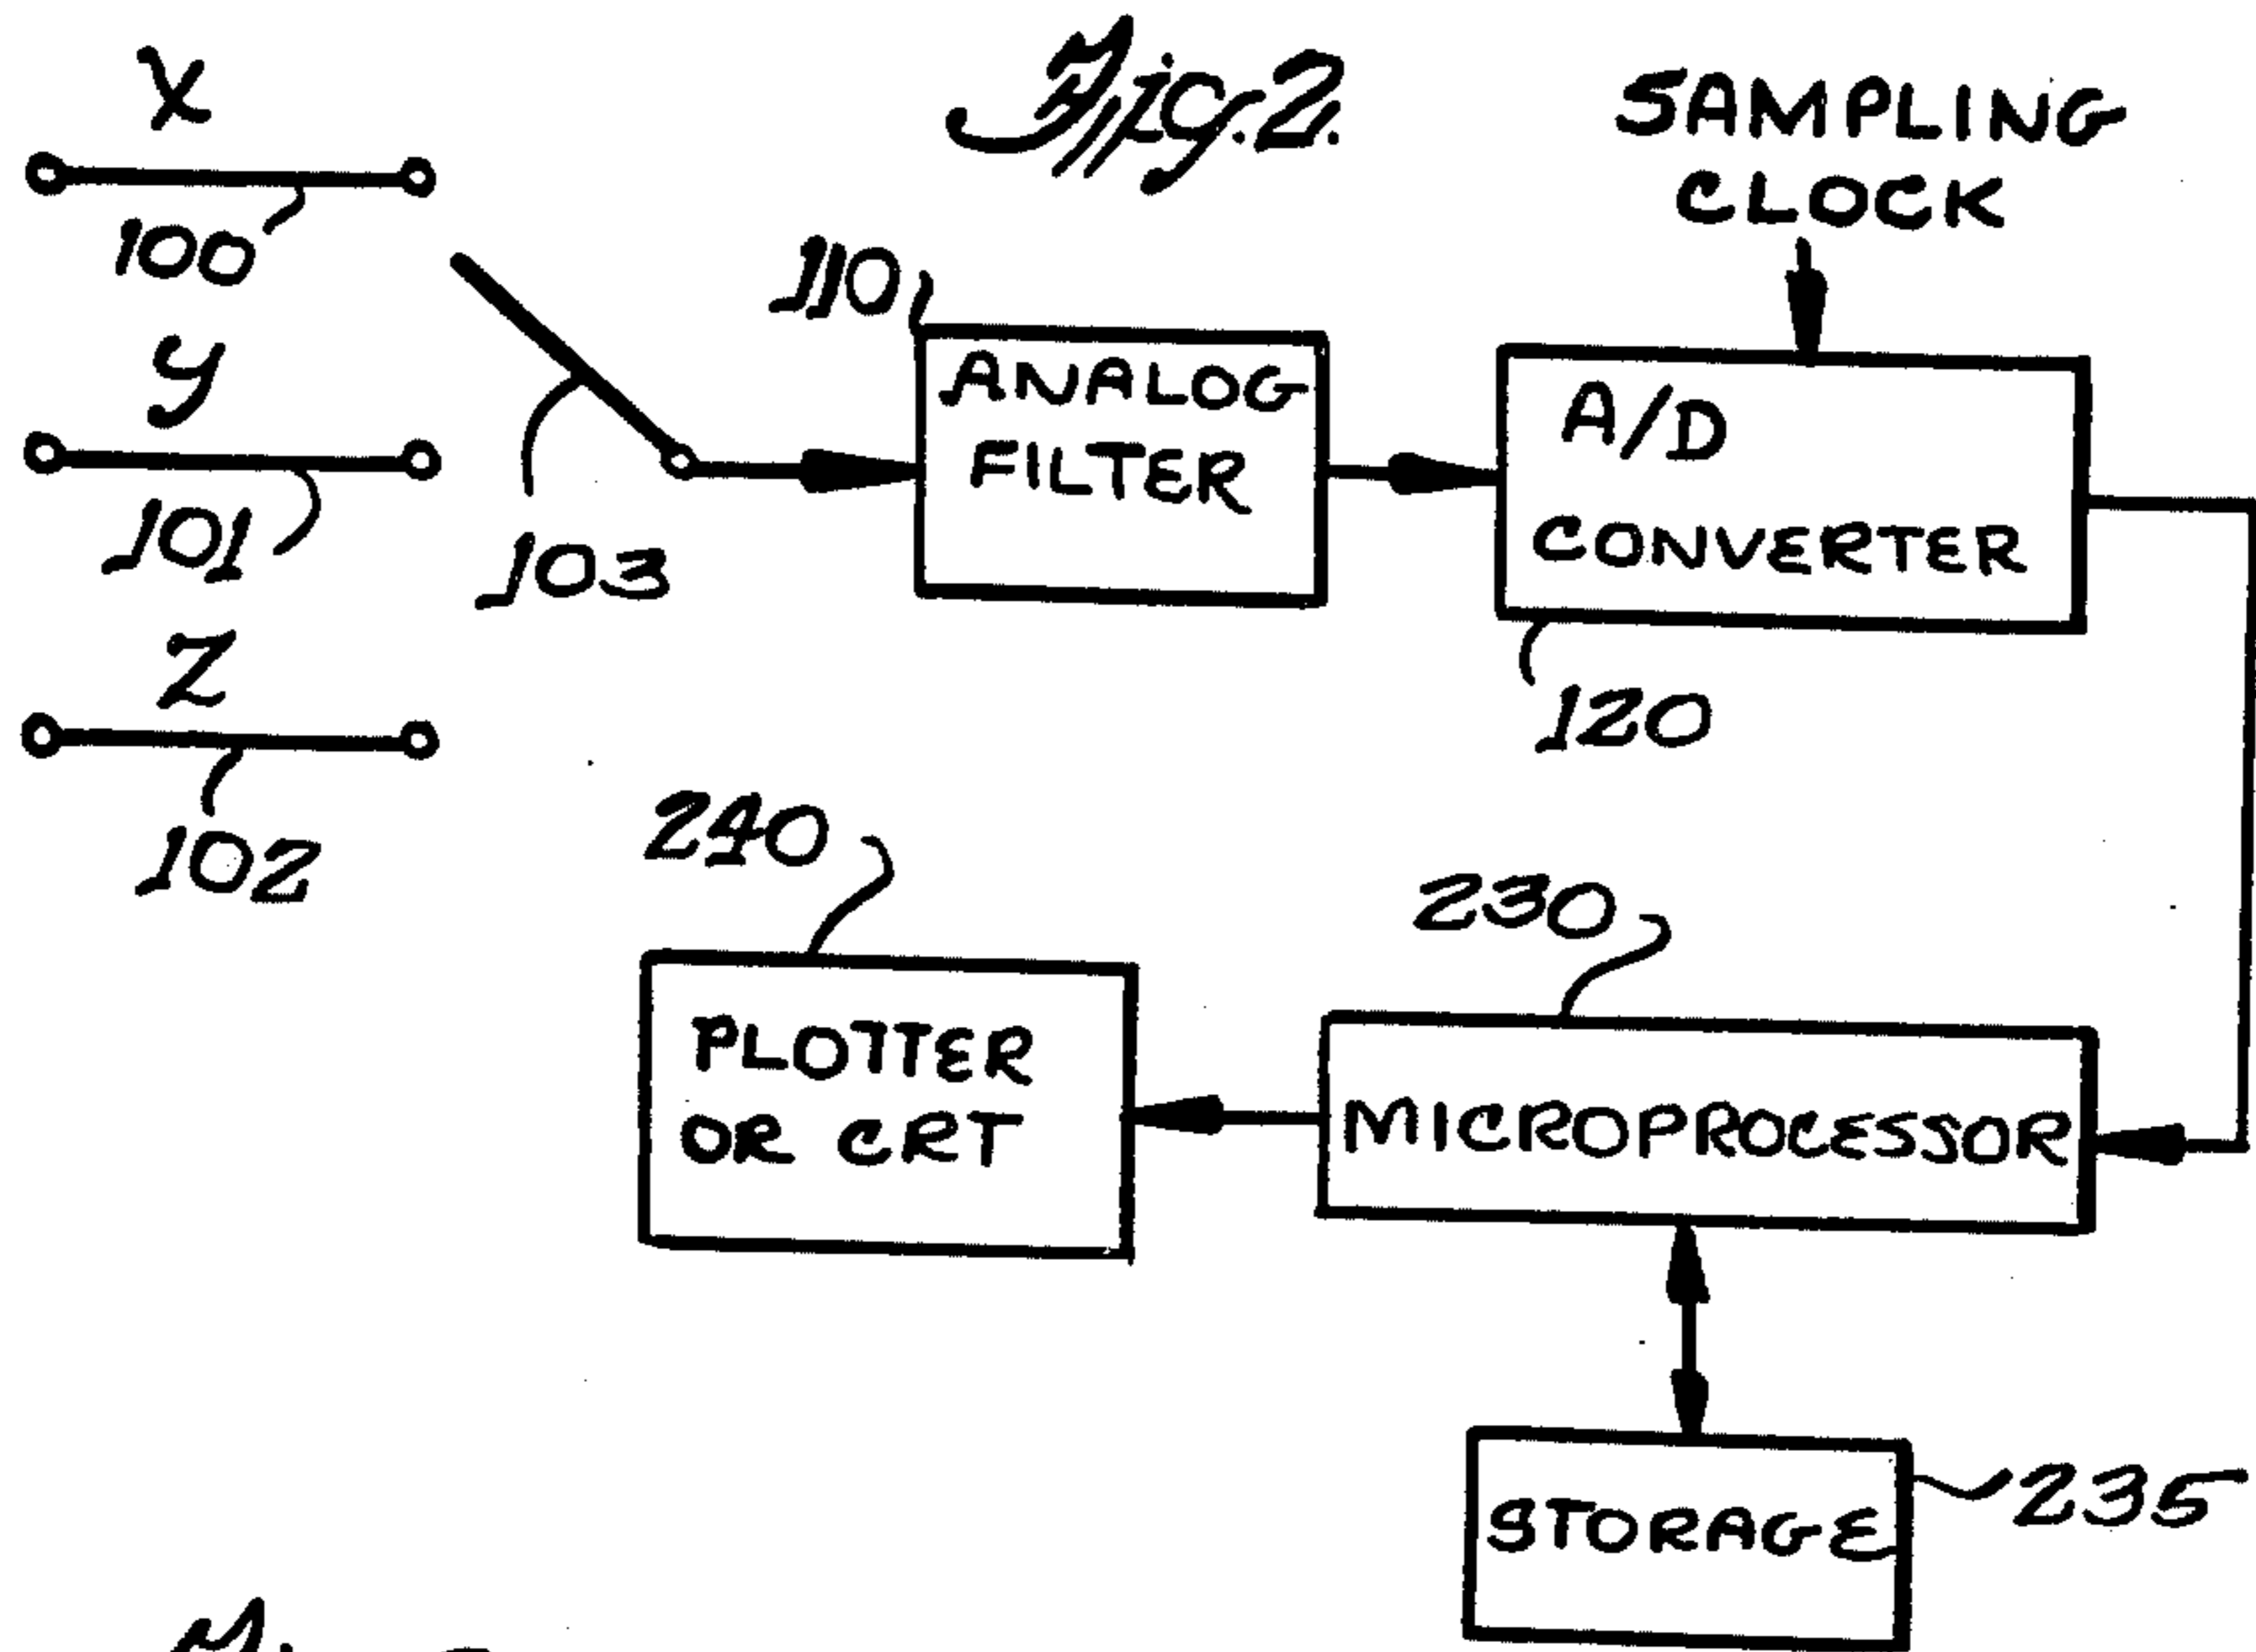 Fig. 2.
X
100
Y
101
Z
102
103
110
ANALOG
FILTER
SAMPLING
CLOCK
A/D
CONVERTER
120
240
PLOTTER
OR CRT
230
MICROPROCESSOR
STORAGE
235